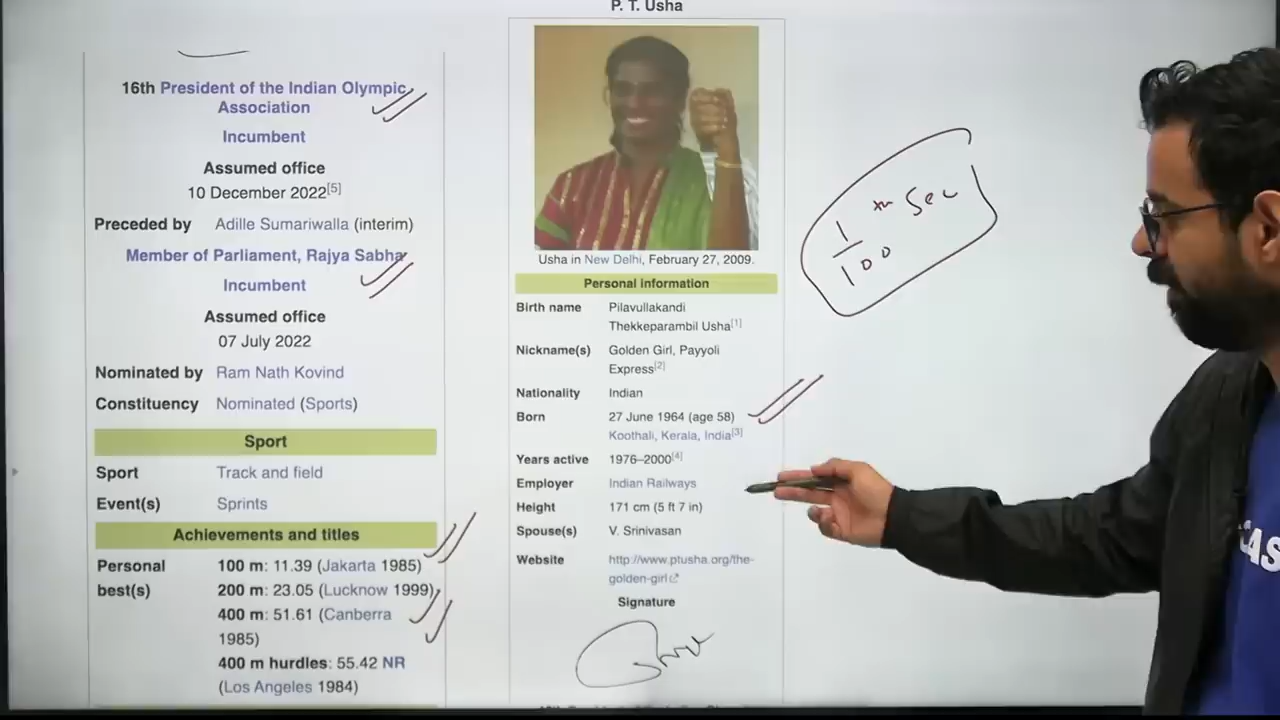 P. T. Usha
16th President of the Indian Olympic
Association
Incumbent
Assumed office
10 December 2022[5]
Preceded by Adille Sumariwalla (interim)
Member of Parliament, Rajya Sabha
Incumbent
Assumed office
07 July 2022
Nominated by Ram Nath Kovind
Constituency Nominated (Sports)
Sport
Sport Track and field
Event(s) Sprints
Achievements and titles
Personal 100 m: 11.39 (Jakarta 1985)
best(s) 200 m: 23.05 (Lucknow 1999)
400 m: 51.61 (Canberra
1985)
400 m hurdles: 55.42 NR
(Los Angeles 1984)
Usha in New Delhi, February 27, 2009.
Personal information
Birth name Pilavullakandi
Thekkeparambil Usha[1]
Nickname(s) Golden Girl, Payyoli
Express[2]
Nationality Indian
Born 27 June 1964 (age 58)
Koothali, Kerala, India[3]
Years active 1976–2000[4]
Employer Indian Railways
Height 171 cm (5 ft 7 in)
Spouse(s) V. Srinivasan
Website http://www.ptusha.org/the-
golden-girl
Signature
1/100 th Sec